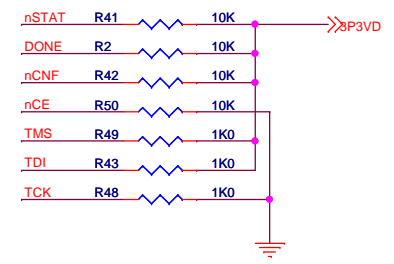 nSTAT R41 10K 3P3VD
DONE R2 10K
nCNF R42 10K
nCE R50 10K
TMS R49 1K0
TDI R43 1K0
TCK R48 1K0